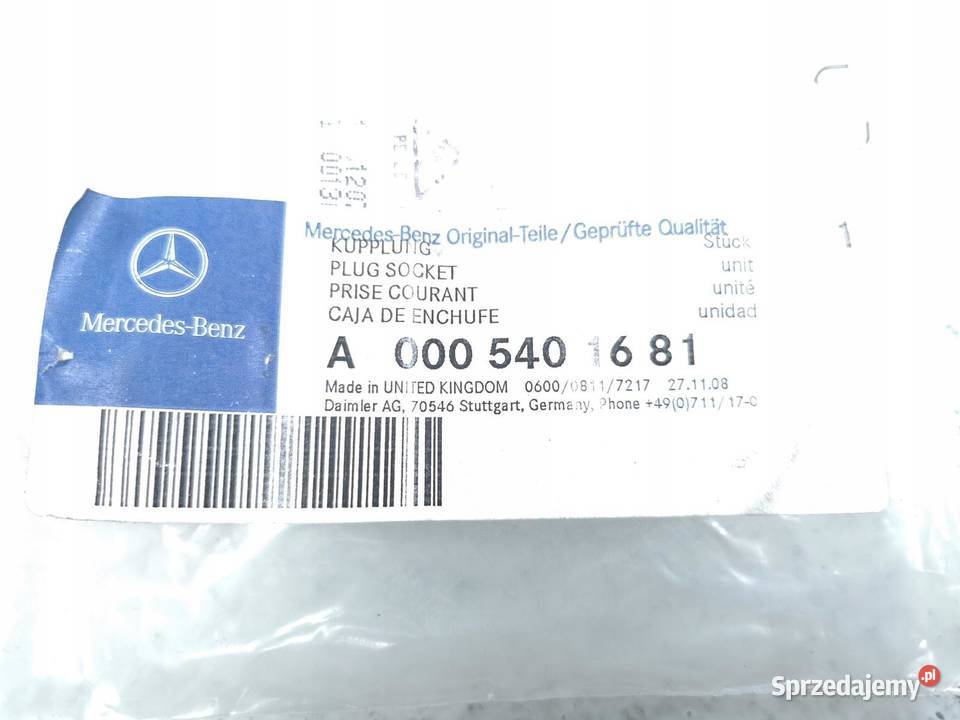 Mercedes-Benz Original-Teile/Geprüfte Qualität
KUPPLUNG Stück 1
PLUG SOCKET unit
PRISE COURANT unité
CAJA DE ENCHUFE unidad
Mercedes-Benz
A 000 540 16 81
Made in UNITED KINGDOM 0600/0811/7217 27.11.08
Daimler AG, 70546 Stuttgart, Germany, Phone +49(0)711/17-0
Sprzedajemy.pl